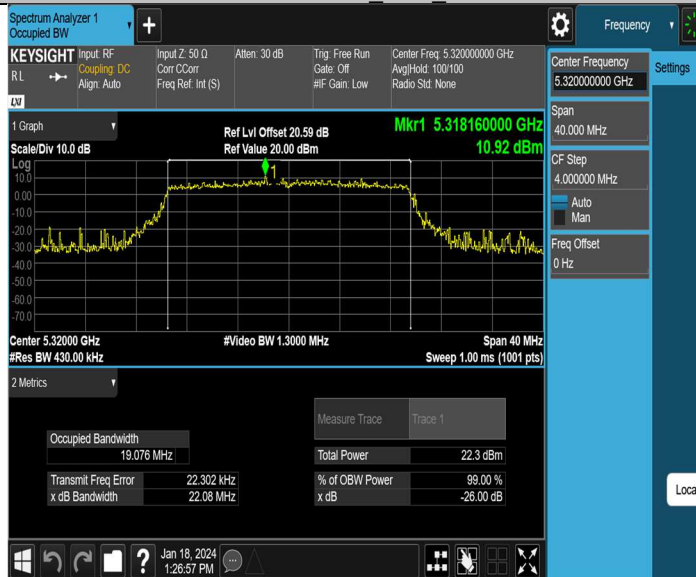 Spectrum Analyzer 1
Occupied BW
+
Frequency
KEYSIGHT
RL
LXI
Input: RF
Coupling: DC
Align: Auto
Input Z: 50 Ω
Corr CCorr
Freq Ref: Int (S)
Atten: 30 dB
Trig: Free Run
Gate: Off
#IF Gain: Low
Center Freq: 5.320000000 GHz
Avg|Hold: 100/100
Radio Std: None
Center Frequency
5.320000000 GHz
Settings
Span
40.000 MHz
CF Step
4.000000 MHz
Auto
Man
Freq Offset
0 Hz
1 Graph
Scale/Div 10.0 dB
Ref Lvl Offset 20.59 dB
Ref Value 20.00 dBm
Mkr1 5.318160000 GHz
10.92 dBm
Log
10.0
0.00
-10.0
-20.0
-30.0
-40.0
-50.0
-60.0
-70.0
1
Center 5.32000 GHz
#Res BW 430.00 kHz
#Video BW 1.3000 MHz
Span 40 MHz
Sweep 1.00 ms (1001 pts)
2 Metrics
Measure Trace
Trace 1
Occupied Bandwidth
19.076 MHz
Total Power
22.3 dBm
Transmit Freq Error
22.302 kHz
% of OBW Power
99.00 %
x dB Bandwidth
22.08 MHz
x dB
-26.00 dB
Loca
?
Jan 18, 2024
1:26:57 PM